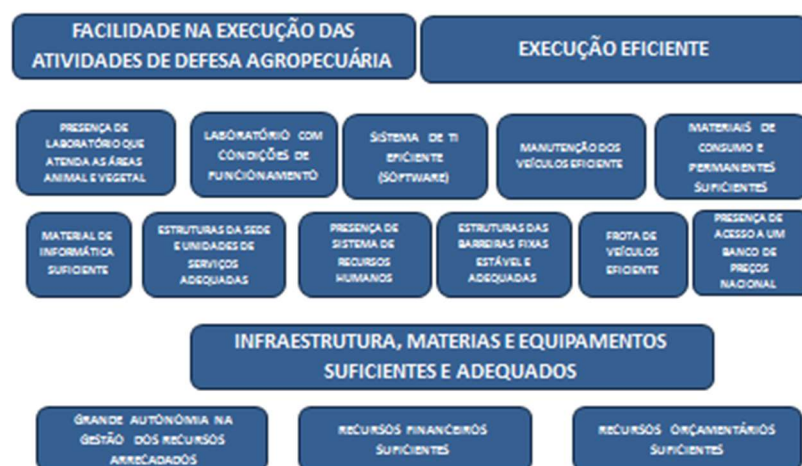 FACILIDADE NA EXECUÇÃO DAS
ATIVIDADES DE DEFESA AGROPECUÁRIA
EXECUÇÃO EFICIENTE
PRESENÇA DE
LABORATÓRIO QUE
ATENDA AS ÁREAS
ANIMAL E VEGETAL
LABORATÓRIO COM
CONDIÇÕES DE
FUNCIONAMENTO
SISTEMA DE TI
EFICIENTE
(SOFTWARE)
MANUTENÇÃO DOS
VEÍCULOS EFICIENTE
MATERIAIS DE
CONSUMO E
PERMANENTES
SUFICIENTES
MATERIAL DE
INFORMÁTICA
SUFICIENTE
ESTRUTURAS DA SEDE
E UNIDADES DE
SERVIÇOS
ADEQUADAS
PRESENÇA DE
SISTEMA DE
RECURSOS
HUMANOS
ESTRUTURAS DAS
BARREIRAS FIXAS
ESTÁVEL E
ADEQUADAS
FROTA DE
VEÍCULOS
EFICIENTE
PRESENÇA DE
ACESSO A UM
BANCO DE
PREÇOS
NACIONAL
INFRAESTRUTURA, MATERIAS E EQUIPAMENTOS
SUFICIENTES E ADEQUADOS
GRANDE AUTONOMIA NA
GESTÃO DOS RECURSOS
ARRECADADOS
RECURSOS FINANCEIROS
SUFICIENTES
RECURSOS ORÇAMENTÁRIOS
SUFICIENTES